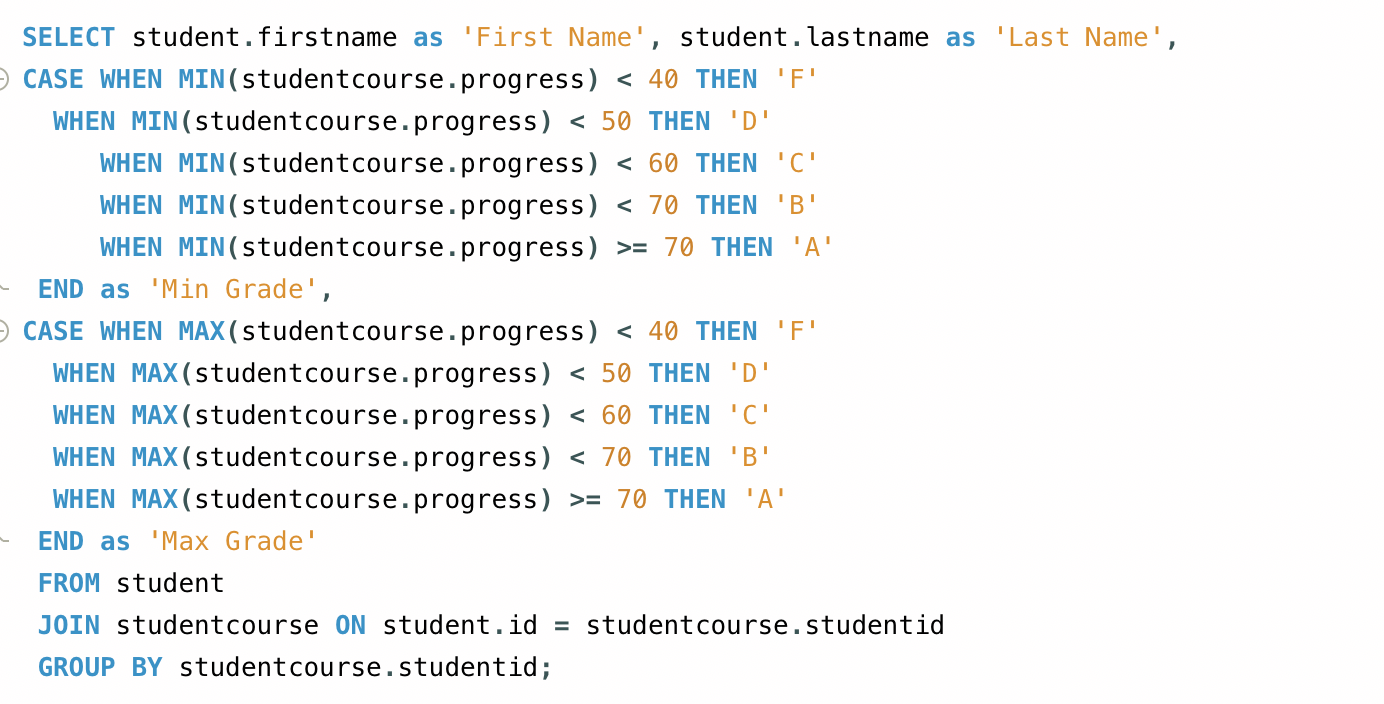 SELECT student.firstname as 'First Name', student.lastname as 'Last Name',
CASE WHEN MIN(studentcourse.progress) < 40 THEN 'F'
WHEN MIN(studentcourse.progress) < 50 THEN 'D'
WHEN MIN(studentcourse.progress) < 60 THEN 'C'
WHEN MIN(studentcourse.progress) < 70 THEN 'B'
WHEN MIN(studentcourse.progress) >= 70 THEN 'A'
END as 'Min Grade',
CASE WHEN MAX(studentcourse.progress) < 40 THEN 'F'
WHEN MAX(studentcourse.progress) < 50 THEN 'D'
WHEN MAX(studentcourse.progress) < 60 THEN 'C'
WHEN MAX(studentcourse.progress) < 70 THEN 'B'
WHEN MAX(studentcourse.progress) >= 70 THEN 'A'
END as 'Max Grade'
FROM student
JOIN studentcourse ON student.id = studentcourse.studentid
GROUP BY studentcourse.studentid;